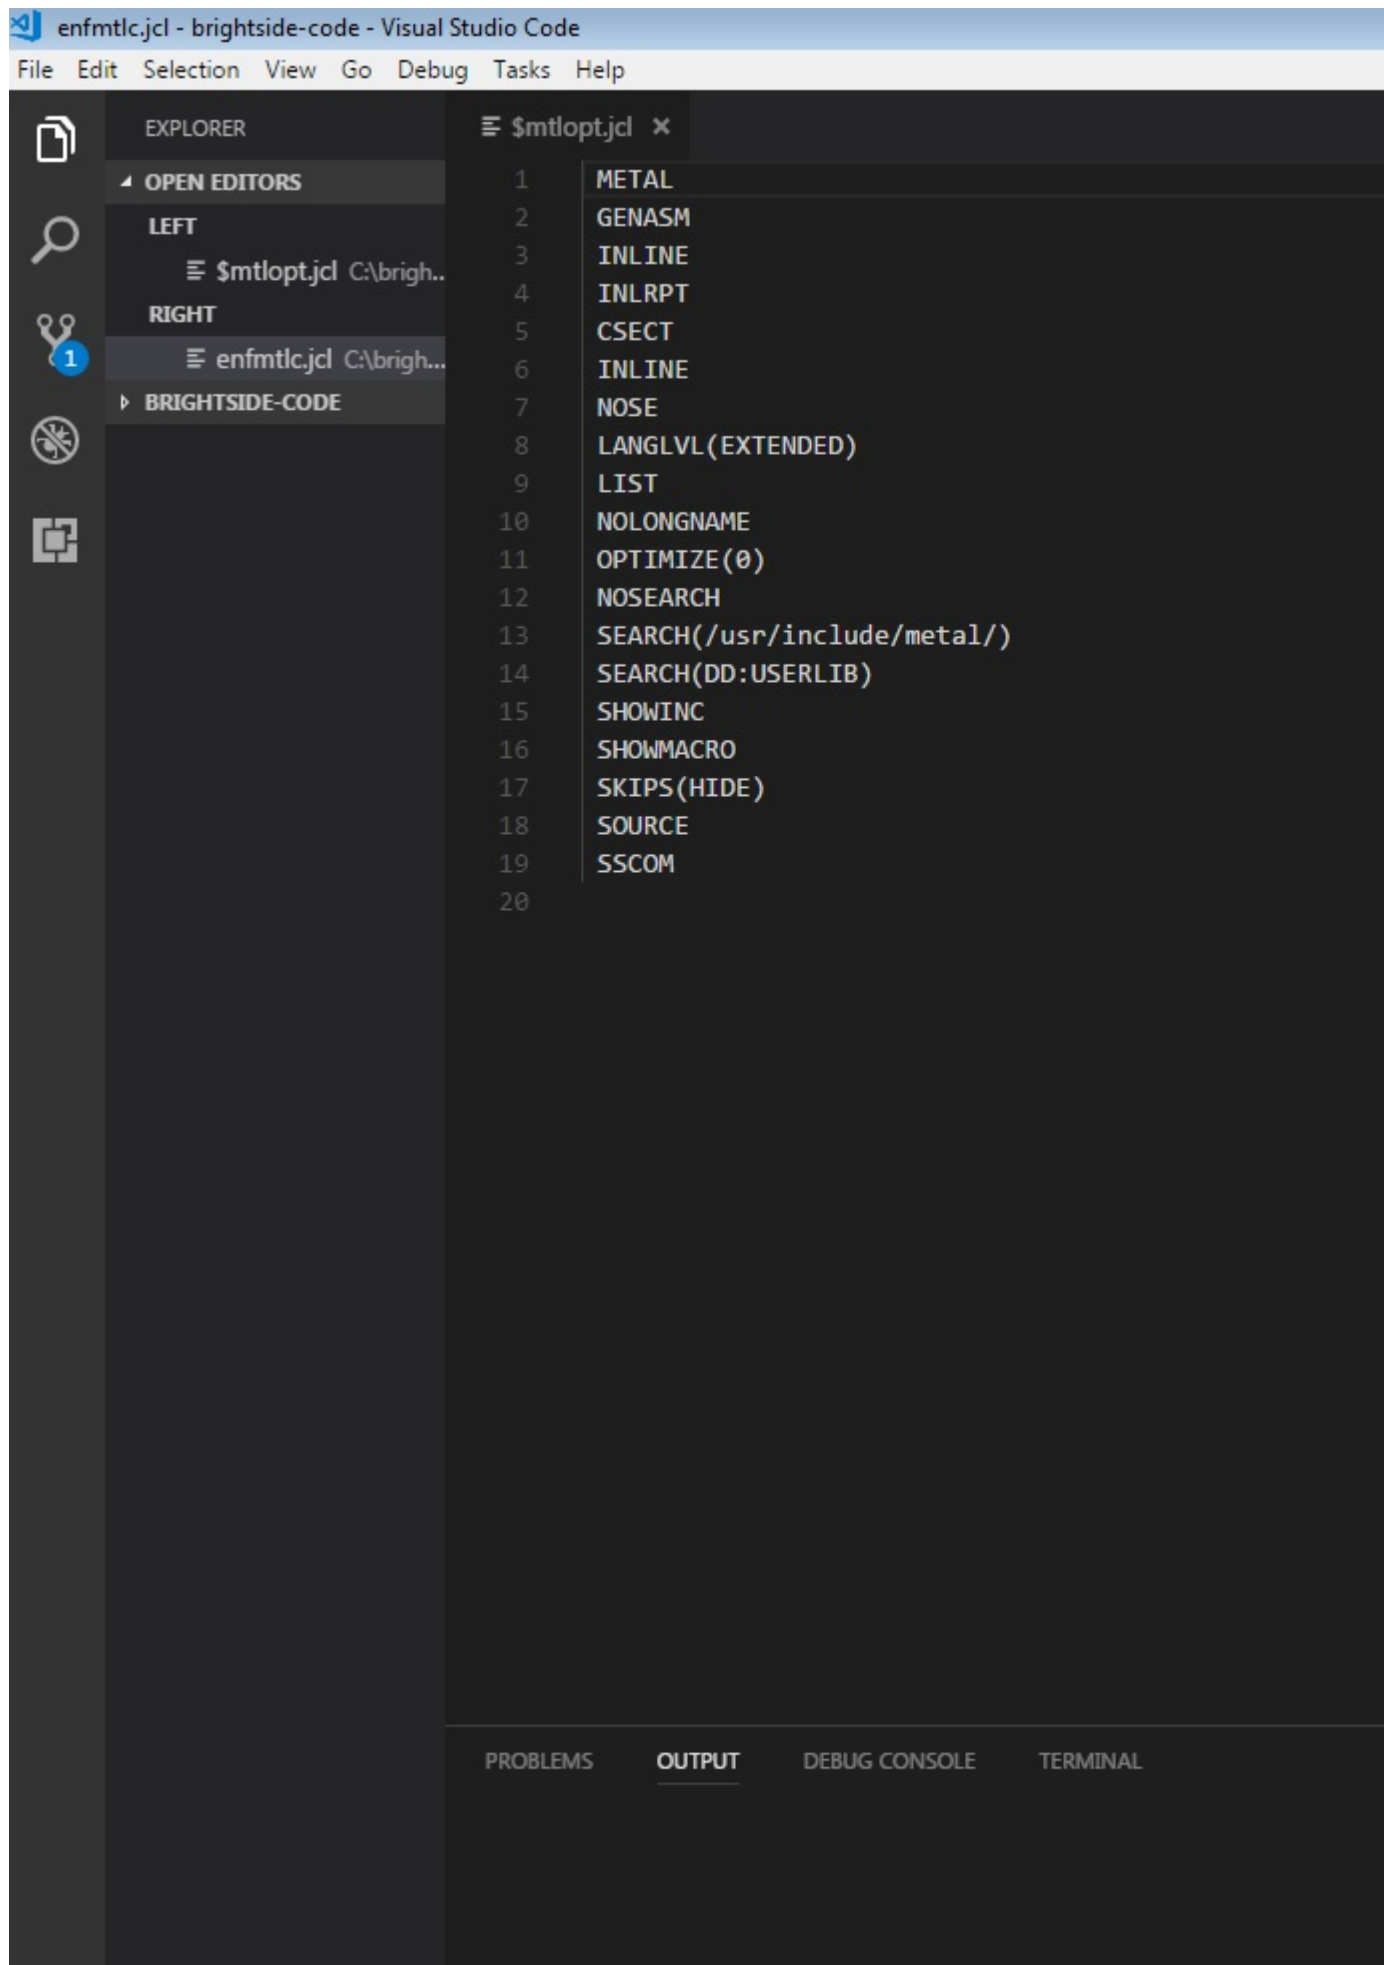 enfmtlc.jcl - brightside-code - Visual Studio Code
File Edit Selection View Go Debug Tasks Help
EXPLORER
OPEN EDITORS
LEFT
$mtlopt.jcl C:\brigh..
RIGHT
enfmtlc.jcl C:\brigh...
BRIGHTSIDE-CODE
1
$mtlopt.jcl ×
1 METAL
2 GENASM
3 INLINE
4 INLRPT
5 CSECT
6 INLINE
7 NOSE
8 LANGLVL(EXTENDED)
9 LIST
10 NOLONGNAME
11 OPTIMIZE(0)
12 NOSEARCH
13 SEARCH(/usr/include/metal/)
14 SEARCH(DD:USERLIB)
15 SHOWINC
16 SHOWMACRO
17 SKIPS(HIDE)
18 SOURCE
19 SSCOM
20
PROBLEMS OUTPUT DEBUG CONSOLE TERMINAL